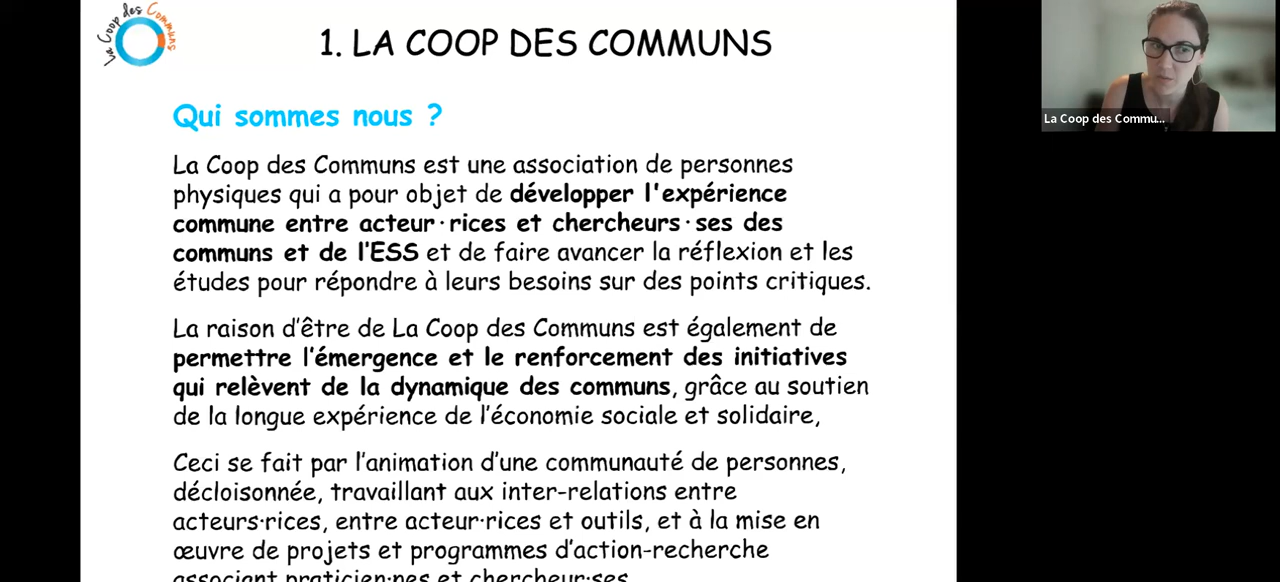 La Coop des Communs
1. LA COOP DES COMMUNS
La Coop des Commu...
Qui sommes nous ?
La Coop des Communs est une association de personnes
physiques qui a pour objet de développer l'expérience
commune entre acteur·rices et chercheurs·ses des
communs et de l'ESS et de faire avancer la réflexion et les
études pour répondre à leurs besoins sur des points critiques.
La raison d'être de La Coop des Communs est également de
permettre l'émergence et le renforcement des initiatives
qui relèvent de la dynamique des communs, grâce au soutien
de la longue expérience de l'économie sociale et solidaire,
Ceci se fait par l'animation d'une communauté de personnes,
décloisonnée, travaillant aux inter-relations entre
acteurs·rices, entre acteur·rices et outils, et à la mise en
œuvre de projets et programmes d'action-recherche
associant praticien·nes et chercheur·ses